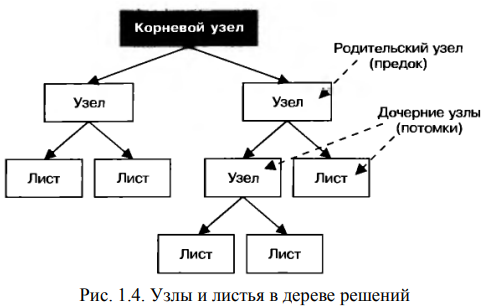 Корневой узел
Родительский узел
(предок)
Узел
Узел
Дочерние узлы
(потомки)
Лист
Лист
Узел
Лист
Лист
Лист
Рис. 1.4. Узлы и листья в дереве решений